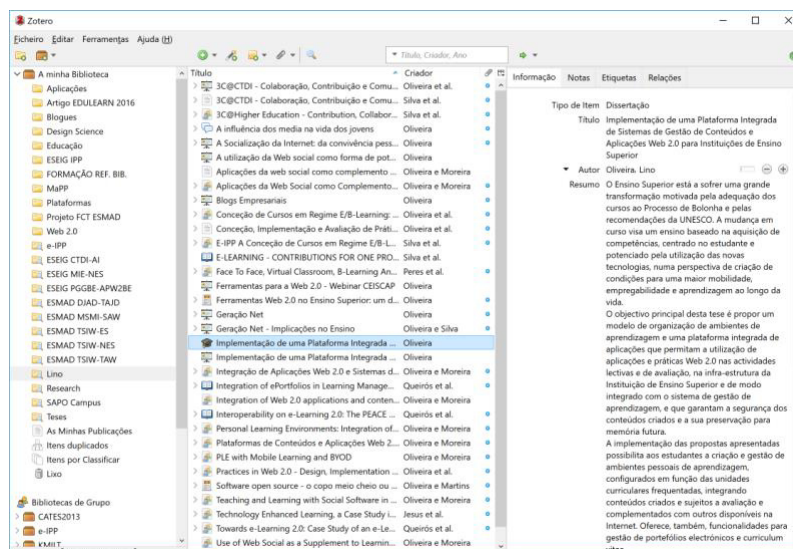 Zotero
Ficheiro Editar Ferramentas Ajuda (H)
Título, Criador, Ano
A minha Biblioteca
Aplicações
Artigo EDULEARN 2016
Blogues
Design Science
Educação
ESEIG IPP
FORMAÇÃO REF. BIB.
MaPP
Plataformas
Projeto FCT ESMAD
Web 2.0
e-IPP
ESEIG CTDI-AI
ESEIG MIE-NES
ESEIG PGGBE-APW2BE
ESMAD DJAD-TAJD
ESMAD MSMI-SAW
ESMAD TSIW-ES
ESMAD TSIW-NES
ESMAD TSIW-TAW
Lino
Research
SAPO Campus
Teses
As Minhas Publicações
Itens duplicados
Itens por Classificar
Lixo
Bibliotecas de Grupo
CATES2013
e-IPP
KMILT
Título Criador
3C@CTDI - Colaboração, Contribuição e Comu... Oliveira et al.
3C@CTDI - Colaboração, Contribuição e Comu... Silva et al.
3C@Higher Education - Contribution, Collabor... Silva et al.
A influência dos media na vida dos jovens Oliveira
A Socialização da Internet: da convivência pess... Oliveira
A utilização da Web social como forma de pot... Oliveira
Aplicações da web social como complemento ... Oliveira e Moreira
Aplicações da Web Social como Complemento... Oliveira e Moreira
Blogs Empresariais Oliveira
Conceção de Cursos em Regime E/B-Learning: ... Oliveira et al.
Conceção, Implementação e Avaliação de Práti... Oliveira et al.
E-IPP A Conceção de Cursos em Regime E/B-L... Silva et al.
E-LEARNING - CONTRIBUTIONS FOR ONE PRO... Silva et al.
Face To Face, Virtual Classroom, B-Learning An... Peres et al.
Ferramentas para a Web 2.0 - Webinar CEISCAP Oliveira
Ferramentas Web 2.0 no Ensino Superior: um d... Oliveira
Geração Net Oliveira
Geração Net - Implicações no Ensino Oliveira e Silva
Implementação de uma Plataforma Integrada ... Oliveira
Implementação de uma Plataforma Integrada ... Oliveira
Integração de Aplicações Web 2.0 e Sistemas d... Oliveira e Moreira
Integration of ePortfolios in Learning Manage... Queirós et al.
Integration of Web 2.0 applications and conten... Oliveira e Moreira
Interoperability on e-Learning 2.0: The PEACE ... Queirós et al.
Personal Learning Environments: Integration of... Oliveira e Moreira
Plataformas de Conteúdos e Aplicações Web 2.... Oliveira e Moreira
PLE with Mobile Learning and BYOD Oliveira e Moreira
Practices in Web 2.0 - Design, Implementation ... Oliveira et al.
Software open source - o copo meio cheio ou ... Oliveira e Martins
Teaching and Learning with Social Software in ... Oliveira e Moreira
Technology Enhanced Learning, a Case Study i... Jesus et al.
Towards e-Learning 2.0: Case Study of an e-Le... Queirós et al.
Use of Web Social as a Supplement to Learnin... Oliveira e Moreira
Informação Notas Etiquetas Relações
Tipo de Item Dissertação
Título Implementação de uma Plataforma Integrada
de Sistemas de Gestão de Conteúdos e
Aplicações Web 2.0 para Instituições de Ensino
Superior
Autor Oliveira, Lino
Resumo O Ensino Superior está a sofrer uma grande
transformação motivada pela adequação dos
cursos ao Processo de Bolonha e pelas
recomendações da UNESCO. A mudança em
curso visa um ensino baseado na aquisição de
competências, centrado no estudante e
potenciado pela utilização das novas
tecnologias, numa perspectiva de criação de
condições para uma maior mobilidade,
empregabilidade e aprendizagem ao longo da
vida.
O objectivo principal desta tese é propor um
modelo de organização de ambientes de
aprendizagem e uma plataforma integrada de
aplicações que permitam a utilização de
aplicações e práticas Web 2.0 nas actividades
lectivas e de avaliação, na infra-estrutura da
Instituição de Ensino Superior e de modo
integrado com o sistema de gestão de
aprendizagem, e que garantam a segurança dos
conteúdos criados e a sua preservação para
memória futura.
A implementação das propostas apresentadas
possibilita aos estudantes a criação e gestão de
ambientes pessoais de aprendizagem,
configurados em função das unidades
curriculares frequentadas, integrando
conteúdos criados e sujeitos a avaliação e
complementados com outros disponíveis na
Internet. Oferece, também, funcionalidades para
gestão de portefólios electrónicos e curriculum